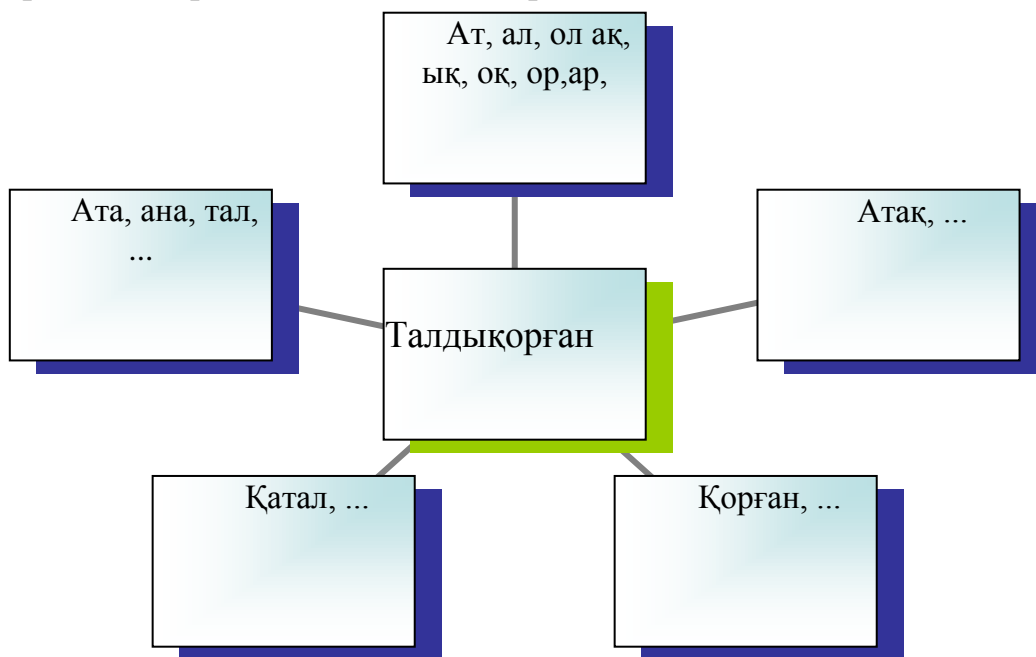 Ат, ал, ол ақ,
ық, оқ, ор,ар,
Ата, ана, тал,
...
Атақ, ...
Талдықорған
Қатал, ...
Қорған, ...